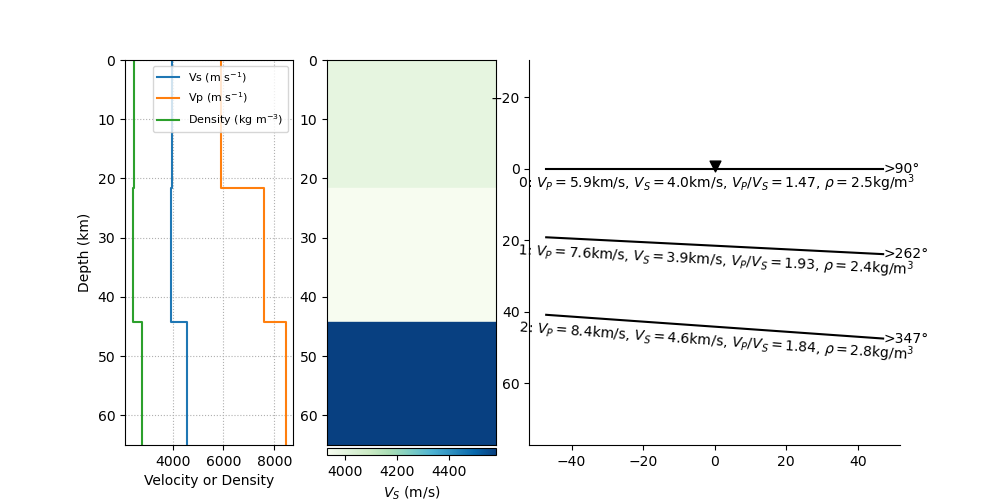 0
10
20
30
40
50
60
Depth (km)
Vs (m s⁻¹)
Vp (m s⁻¹)
Density (kg m⁻³)
4000 6000 8000
Velocity or Density
0
10
20
30
40
50
60
4000 4200 4400
V_S (m/s)
−20
0
20
40
60
−40 −20 0 20 40
>90°
0: V_P = 5.9km/s, V_S = 4.0km/s, V_P/V_S = 1.47, ρ = 2.5kg/m³
>262°
1: V_P = 7.6km/s, V_S = 3.9km/s, V_P/V_S = 1.93, ρ = 2.4kg/m³
>347°
2: V_P = 8.4km/s, V_S = 4.6km/s, V_P/V_S = 1.84, ρ = 2.8kg/m³